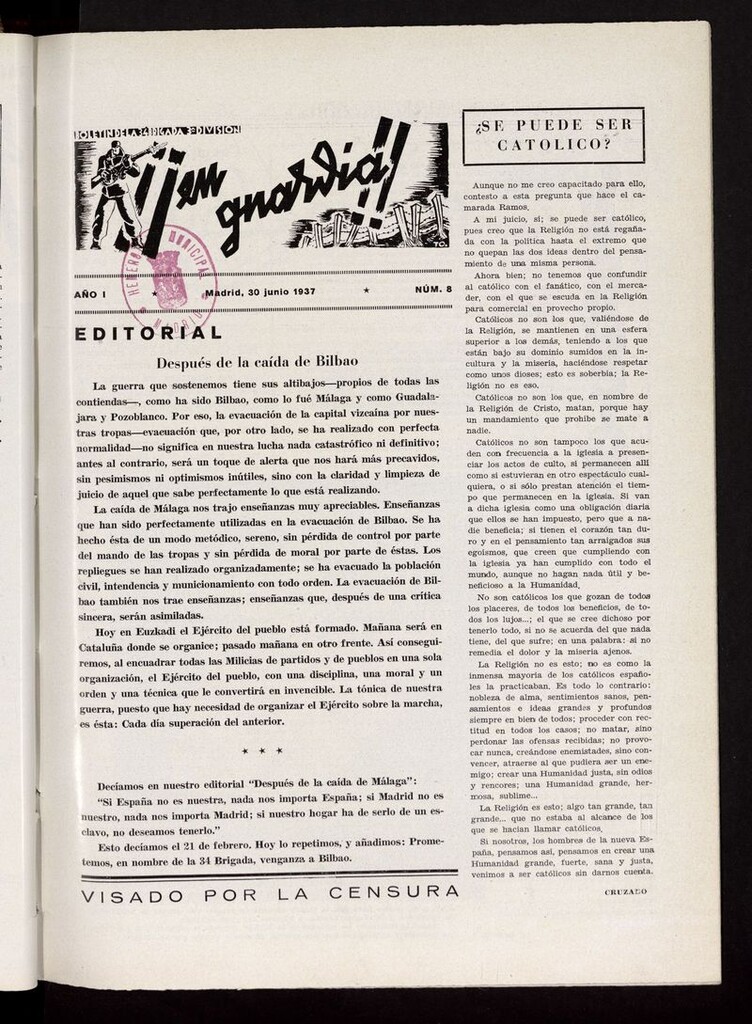 BOLETIN DE LA 34 BRIGADA 3ª DIVISION
¡¡en guardia!!
TO.
HEMEROTECA MUNICIPAL
MADRID
AÑO I ★ Madrid, 30 junio 1937 ★ NÚM. 8
EDITORIAL
Después de la caída de Bilbao
La guerra que sostenemos tiene sus altibajos—propios de todas las
contiendas—, como ha sido Bilbao, como lo fué Málaga y como Guadala-
jara y Pozoblanco. Por eso, la evacuación de la capital vizcaína por nues-
tras tropas—evacuación que, por otro lado, se ha realizado con perfecta
normalidad—no significa en nuestra lucha nada catastrófico ni definitivo;
antes al contrario, será un toque de alerta que nos hará más precavidos,
sin pesimismos ni optimismos inútiles, sino con la claridad y limpieza de
juicio de aquel que sabe perfectamente lo que está realizando.
La caída de Málaga nos trajo enseñanzas muy apreciables. Enseñanzas
que han sido perfectamente utilizadas en la evacuación de Bilbao. Se ha
hecho ésta de un modo metódico, sereno, sin pérdida de control por parte
del mando de las tropas y sin pérdida de moral por parte de éstas. Los
repliegues se han realizado organizadamente; se ha evacuado la población
civil, intendencia y municionamiento con todo orden. La evacuación de Bil-
bao también nos trae enseñanzas; enseñanzas que, después de una crítica
sincera, serán asimiladas.
Hoy en Euzkadi el Ejército del pueblo está formado. Mañana será en
Cataluña donde se organice; pasado mañana en otro frente. Así consegui-
remos, al encuadrar todas las Milicias de partidos y de pueblos en una sola
organización, el Ejército del pueblo, con una disciplina, una moral y un
orden y una técnica que le convertirá en invencible. La tónica de nuestra
guerra, puesto que hay necesidad de organizar el Ejército sobre la marcha,
es ésta: Cada día superación del anterior.
★ ★ ★
Decíamos en nuestro editorial "Después de la caída de Málaga":
"Si España no es nuestra, nada nos importa España; si Madrid no es
nuestro, nada nos importa Madrid; si nuestro hogar ha de serlo de un es-
clavo, no deseamos tenerlo."
Esto decíamos el 21 de febrero. Hoy lo repetimos, y añadimos: Prome-
temos, en nombre de la 34 Brigada, venganza a Bilbao.
VISADO POR LA CENSURA
¿SE PUEDE SER
CATOLICO?
Aunque no me creo capacitado para ello,
contesto a esta pregunta que hace el ca-
marada Ramos.
A mi juicio, si; se puede ser católico,
pues creo que la Religión no está regaña-
da con la política hasta el extremo que
no quepan las dos ideas dentro del pensa-
miento de una misma persona.
Ahora bien; no tenemos que confundir
al católico con el fanático, con el merca-
der, con el que se escuda en la Religión
para comercial en provecho propio.
Católicos no son los que, valiéndose de
la Religión, se mantienen en una esfera
superior a los demás, teniendo a los que
están bajo su dominio sumidos en la in-
cultura y la miseria, haciéndose respetar
como unos dioses; esto es soberbia; la Re-
ligión no es eso.
Católicos no son los que, en nombre de
la Religión de Cristo, matan, porque hay
un mandamiento que prohibe se mate a
nadie.
Católicos no son tampoco los que acu-
den con frecuencia a la iglesia a presen-
ciar los actos de culto, si permanecen allí
como si estuvieran en otro espectáculo cual-
quiera, o si sólo prestan atención el tiem-
po que permanecen en la iglesia. Si van
a dicha iglesia como una obligación diaria
que ellos se han impuesto, pero que a na-
die beneficia; si tienen el corazón tan du-
ro y en el pensamiento tan arraigados sus
egoísmos, que creen que cumpliendo con
la iglesia ya han cumplido con todo el
mundo, aunque no hagan nada útil y be-
neficioso a la Humanidad.
No son católicos los que gozan de todos
los placeres, de todos los beneficios, de to-
dos los lujos...; el que se cree dichoso por
tenerlo todo, si no se acuerda del que nada
tiene, del que sufre; en una palabra: si no
remedia el dolor y la miseria ajenos.
La Religión no es esto; no es como la
inmensa mayoría de los católicos españo-
les la practicaban. Es todo lo contrario:
nobleza de alma, sentimientos sanos, pen-
samientos e ideas grandes y profundos
siempre en bien de todos; proceder con rec-
titud en todos los casos; no matar, sino
perdonar las ofensas recibidas; no provo-
car nunca, creándose enemistades, sino con-
vencer, atraerse al que pudiera ser un ene-
migo; crear una Humanidad justa, sin odios
y rencores; una Humanidad grande, her-
mosa, sublime...
La Religión es esto; algo tan grande, tan
grande... que no estaba al alcance de los
que se hacían llamar católicos.
Si nosotros, los hombres de la nueva Es-
paña, pensamos así, pensamos en crear una
Humanidad grande, fuerte, sana y justa,
venimos a ser católicos sin darnos cuenta.
CRUZADO